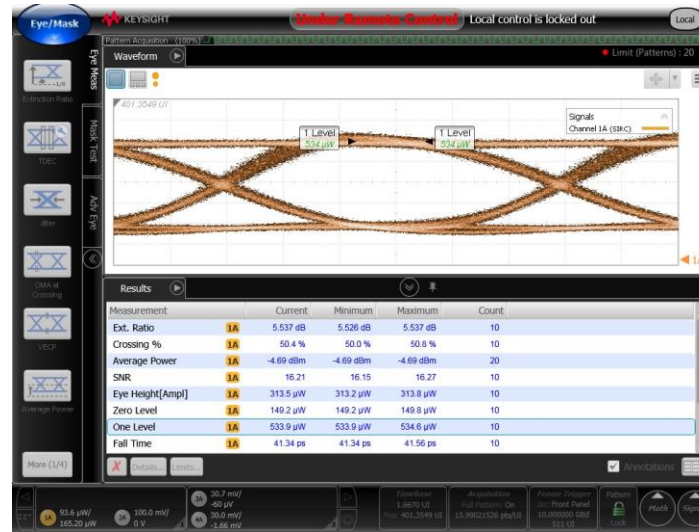 Eye/Mask
KEYSIGHT
Under Remote Control
Local control is locked out
Local
Pattern Acquisition (100%)
Waveform
Limit (Patterns) : 20
Eye Meas
Mask Test
Adv Eye
Extinction Ratio
TDEC
Jitter
OMA at
Crossing
VECP
Average Power
More (1/4)
401.3549 UI
1 Level
534 µW
1 Level
534 µW
Signals
Channel 1A (SIRC)
Results
Measurement Current Minimum Maximum Count
Ext. Ratio 1A 5.537 dB 5.526 dB 5.537 dB 10
Crossing % 1A 50.4 % 50.0 % 50.8 % 10
Average Power 1A -4.69 dBm -4.69 dBm -4.69 dBm 20
SNR 1A 16.21 16.15 16.27 10
Eye Height[Ampl] 1A 313.5 µW 313.2 µW 313.8 µW 10
Zero Level 1A 149.2 µW 149.2 µW 149.8 µW 10
One Level 1A 533.9 µW 533.9 µW 534.6 µW 10
Fall Time 1A 41.34 ps 41.34 ps 41.56 ps 10
Details...
Limits...
Annotations
1A 93.6 µW/
165.20 µW
2A 100.0 mV/
0 V
3A 30.7 mV/
-60 µV
4A 30.0 mV/
-1.66 mV
Timebase
1.6670 UI
Pos: 401.3549 UI
Acquisition
Full Pattern: On
15.99021526 pts/UI
Frame Trigger
Src: Front Panel
10.000000 GBd
511 UI
Pattern
Lock
Math